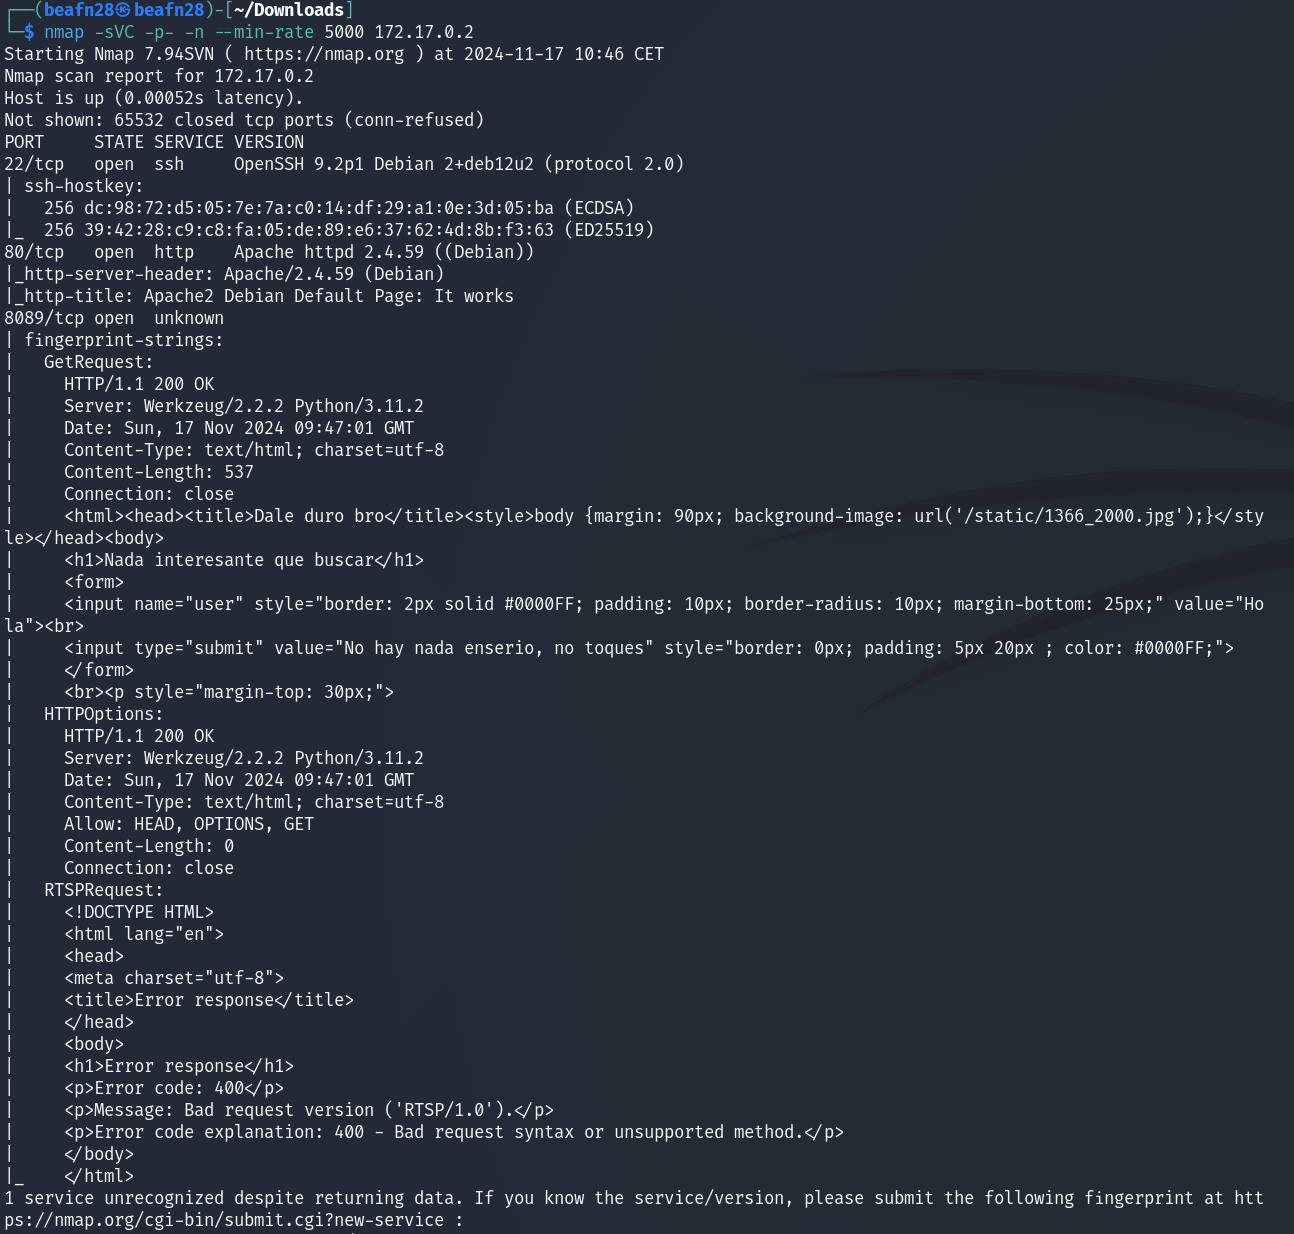 ┌──(beafn28㉿beafn28)-[~/Downloads]
└─$ nmap -sVC -p- -n --min-rate 5000 172.17.0.2
Starting Nmap 7.94SVN ( https://nmap.org ) at 2024-11-17 10:46 CET
Nmap scan report for 172.17.0.2
Host is up (0.00052s latency).
Not shown: 65532 closed tcp ports (conn-refused)
PORT     STATE SERVICE VERSION
22/tcp   open  ssh     OpenSSH 9.2p1 Debian 2+deb12u2 (protocol 2.0)
| ssh-hostkey:
|   256 dc:98:72:d5:05:7e:7a:c0:14:df:29:a1:0e:3d:05:ba (ECDSA)
|_  256 39:42:28:c9:c8:fa:05:de:89:e6:37:62:4d:8b:f3:63 (ED25519)
80/tcp   open  http    Apache httpd 2.4.59 ((Debian))
|_http-server-header: Apache/2.4.59 (Debian)
|_http-title: Apache2 Debian Default Page: It works
8089/tcp open  unknown
| fingerprint-strings:
|   GetRequest:
|     HTTP/1.1 200 OK
|     Server: Werkzeug/2.2.2 Python/3.11.2
|     Date: Sun, 17 Nov 2024 09:47:01 GMT
|     Content-Type: text/html; charset=utf-8
|     Content-Length: 537
|     Connection: close
|     <html><head><title>Dale duro bro</title><style>body {margin: 90px; background-image: url('/static/1366_2000.jpg');}</sty
le></head><body>
|     <h1>Nada interesante que buscar</h1>
|     <form>
|     <input name="user" style="border: 2px solid #0000FF; padding: 10px; border-radius: 10px; margin-bottom: 25px;" value="Ho
la"><br>
|     <input type="submit" value="No hay nada enserio, no toques" style="border: 0px; padding: 5px 20px ; color: #0000FF;">
|     </form>
|     <br><p style="margin-top: 30px;">
|   HTTPOptions:
|     HTTP/1.1 200 OK
|     Server: Werkzeug/2.2.2 Python/3.11.2
|     Date: Sun, 17 Nov 2024 09:47:01 GMT
|     Content-Type: text/html; charset=utf-8
|     Allow: HEAD, OPTIONS, GET
|     Content-Length: 0
|     Connection: close
|   RTSPRequest:
|     <!DOCTYPE HTML>
|     <html lang="en">
|     <head>
|     <meta charset="utf-8">
|     <title>Error response</title>
|     </head>
|     <body>
|     <h1>Error response</h1>
|     <p>Error code: 400</p>
|     <p>Message: Bad request version ('RTSP/1.0').</p>
|     <p>Error code explanation: 400 - Bad request syntax or unsupported method.</p>
|     </body>
|_    </html>
1 service unrecognized despite returning data. If you know the service/version, please submit the following fingerprint at htt
ps://nmap.org/cgi-bin/submit.cgi?new-service :